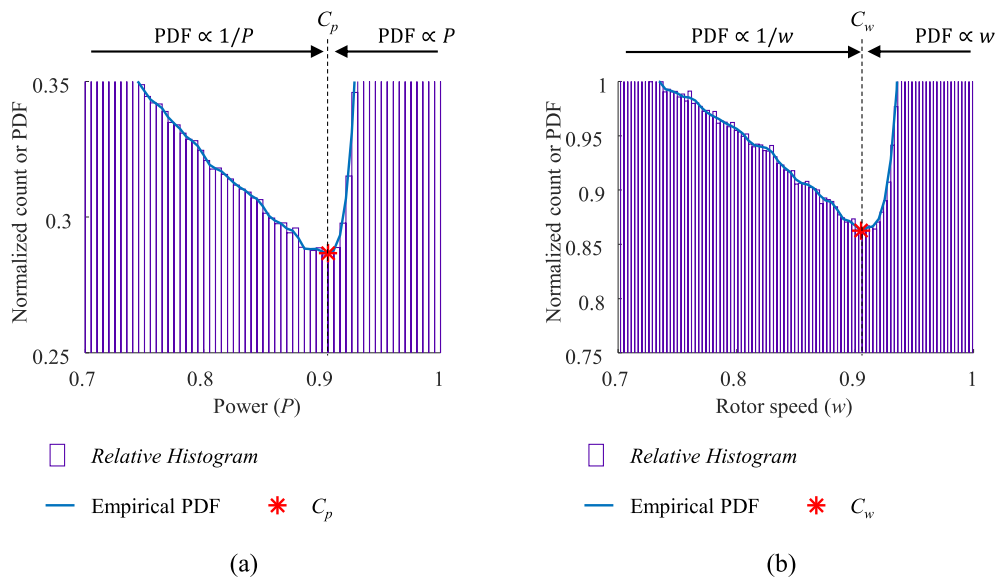 C_p
PDF ∝ 1/P
PDF ∝ P
0.35
0.3
0.25
Normalized count or PDF
0.7
0.8
0.9
1
Power (P)
Relative Histogram
Empirical PDF
C_p
(a)
C_w
PDF ∝ 1/w
PDF ∝ w
1
0.95
0.9
0.85
0.8
0.75
Normalized count or PDF
0.7
0.8
0.9
1
Rotor speed (w)
Relative Histogram
Empirical PDF
C_w
(b)